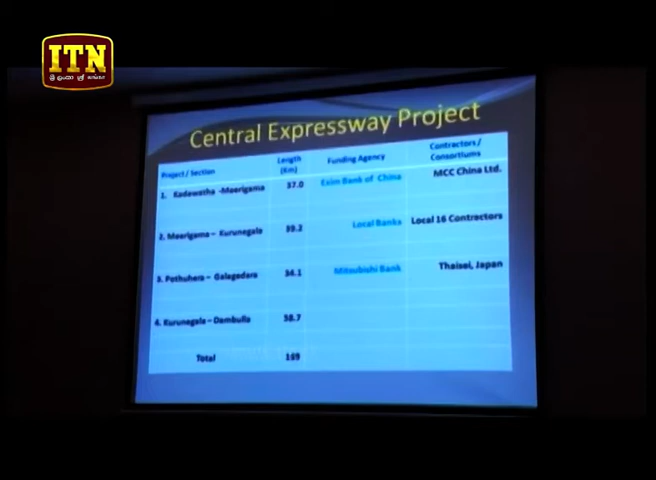 ITN
ශ්‍රී ලංකා ශ්‍රී ලංකා
Central Expressway Project
Project / Section Length (Km) Funding Agency Contractors / Consortiums
1. Kadawatha -Meerigama 37.0 Exim Bank of China MCC China Ltd.
2. Meerigama – Kurunegala 39.2 Local Banks Local 16 Contractors
3. Pothuhera – Galagedara 34.1 Mitsubishi Bank Thaisei, Japan
4. Kurunegala – Dambulla 58.7
Total 169